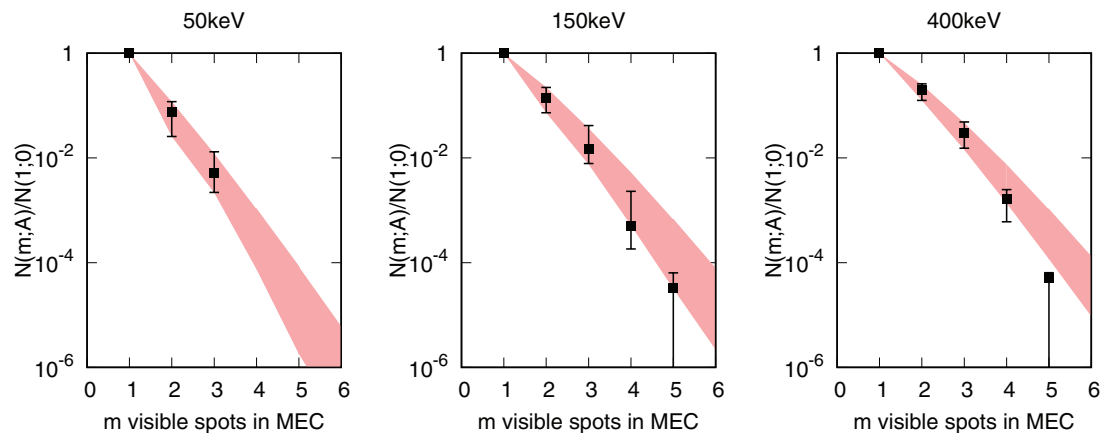 50keV
N(m;A)/N(1;0)
1
10-2
10-4
10-6
0 1 2 3 4 5 6
m visible spots in MEC
150keV
N(m;A)/N(1;0)
1
10-2
10-4
10-6
0 1 2 3 4 5 6
m visible spots in MEC
400keV
N(m;A)/N(1;0)
1
10-2
10-4
10-6
0 1 2 3 4 5 6
m visible spots in MEC